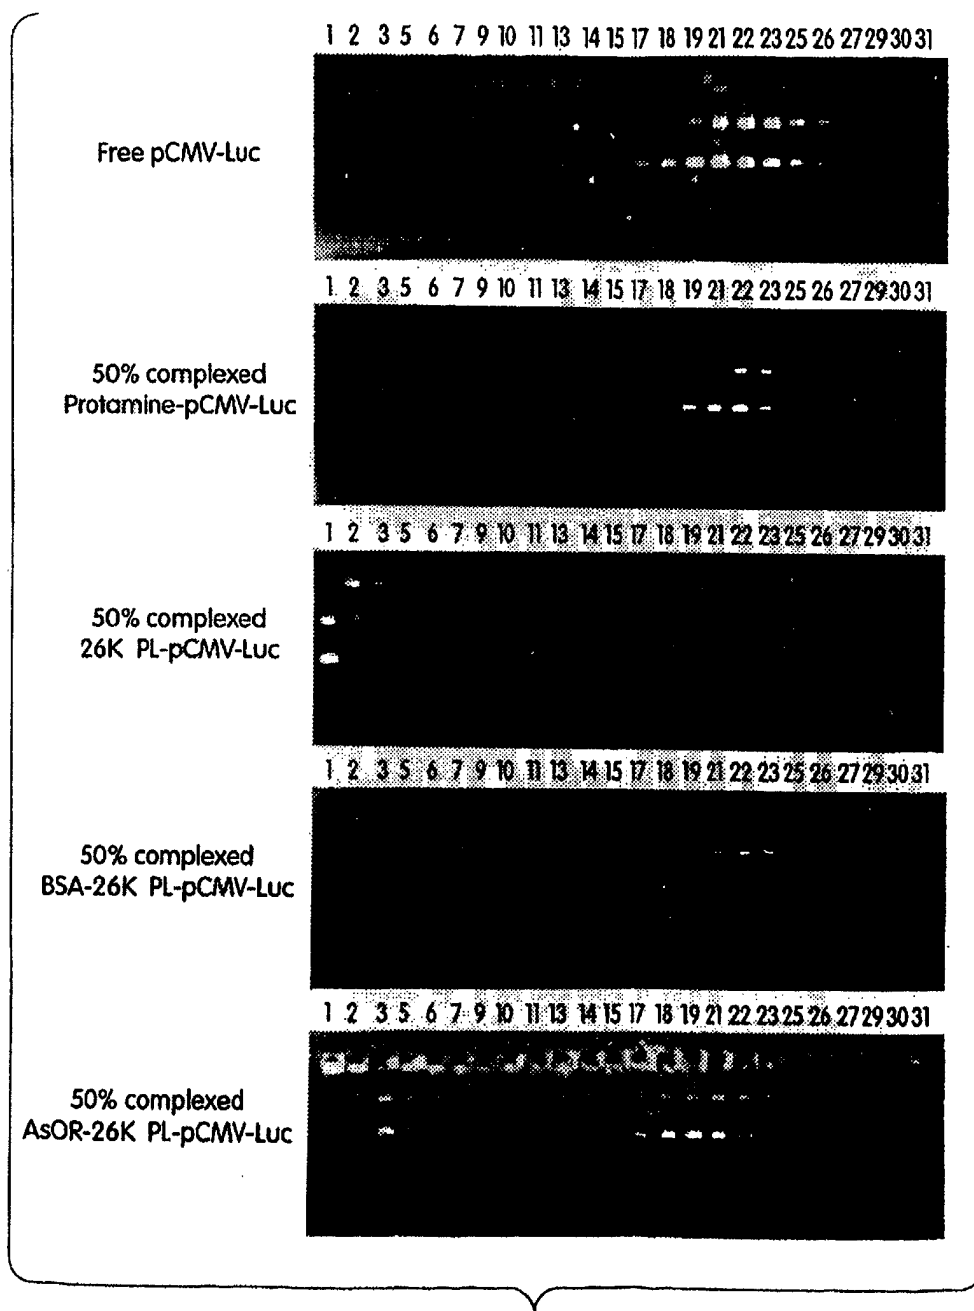 1 2 3 5 6 7 9 10 11 13 14 15 17 18 19 21 22 23 25 26 27 29 30 31
Free pCMV-Luc
1 2 3 5 6 7 9 10 11 13 14 15 17 18 19 21 22 23 25 26 27 29 30 31
50% complexed
Protamine-pCMV-Luc
1 2 3 5 6 7 9 10 11 13 14 15 17 18 19 21 22 23 25 26 27 29 30 31
50% complexed
26K PL-pCMV-Luc
1 2 3 5 6 7 9 10 11 13 14 15 17 18 19 21 22 23 25 26 27 29 30 31
50% complexed
BSA-26K PL-pCMV-Luc
1 2 3 5 6 7 9 10 11 13 14 15 17 18 19 21 22 23 25 26 27 29 30 31
50% complexed
AsOR-26K PL-pCMV-Luc